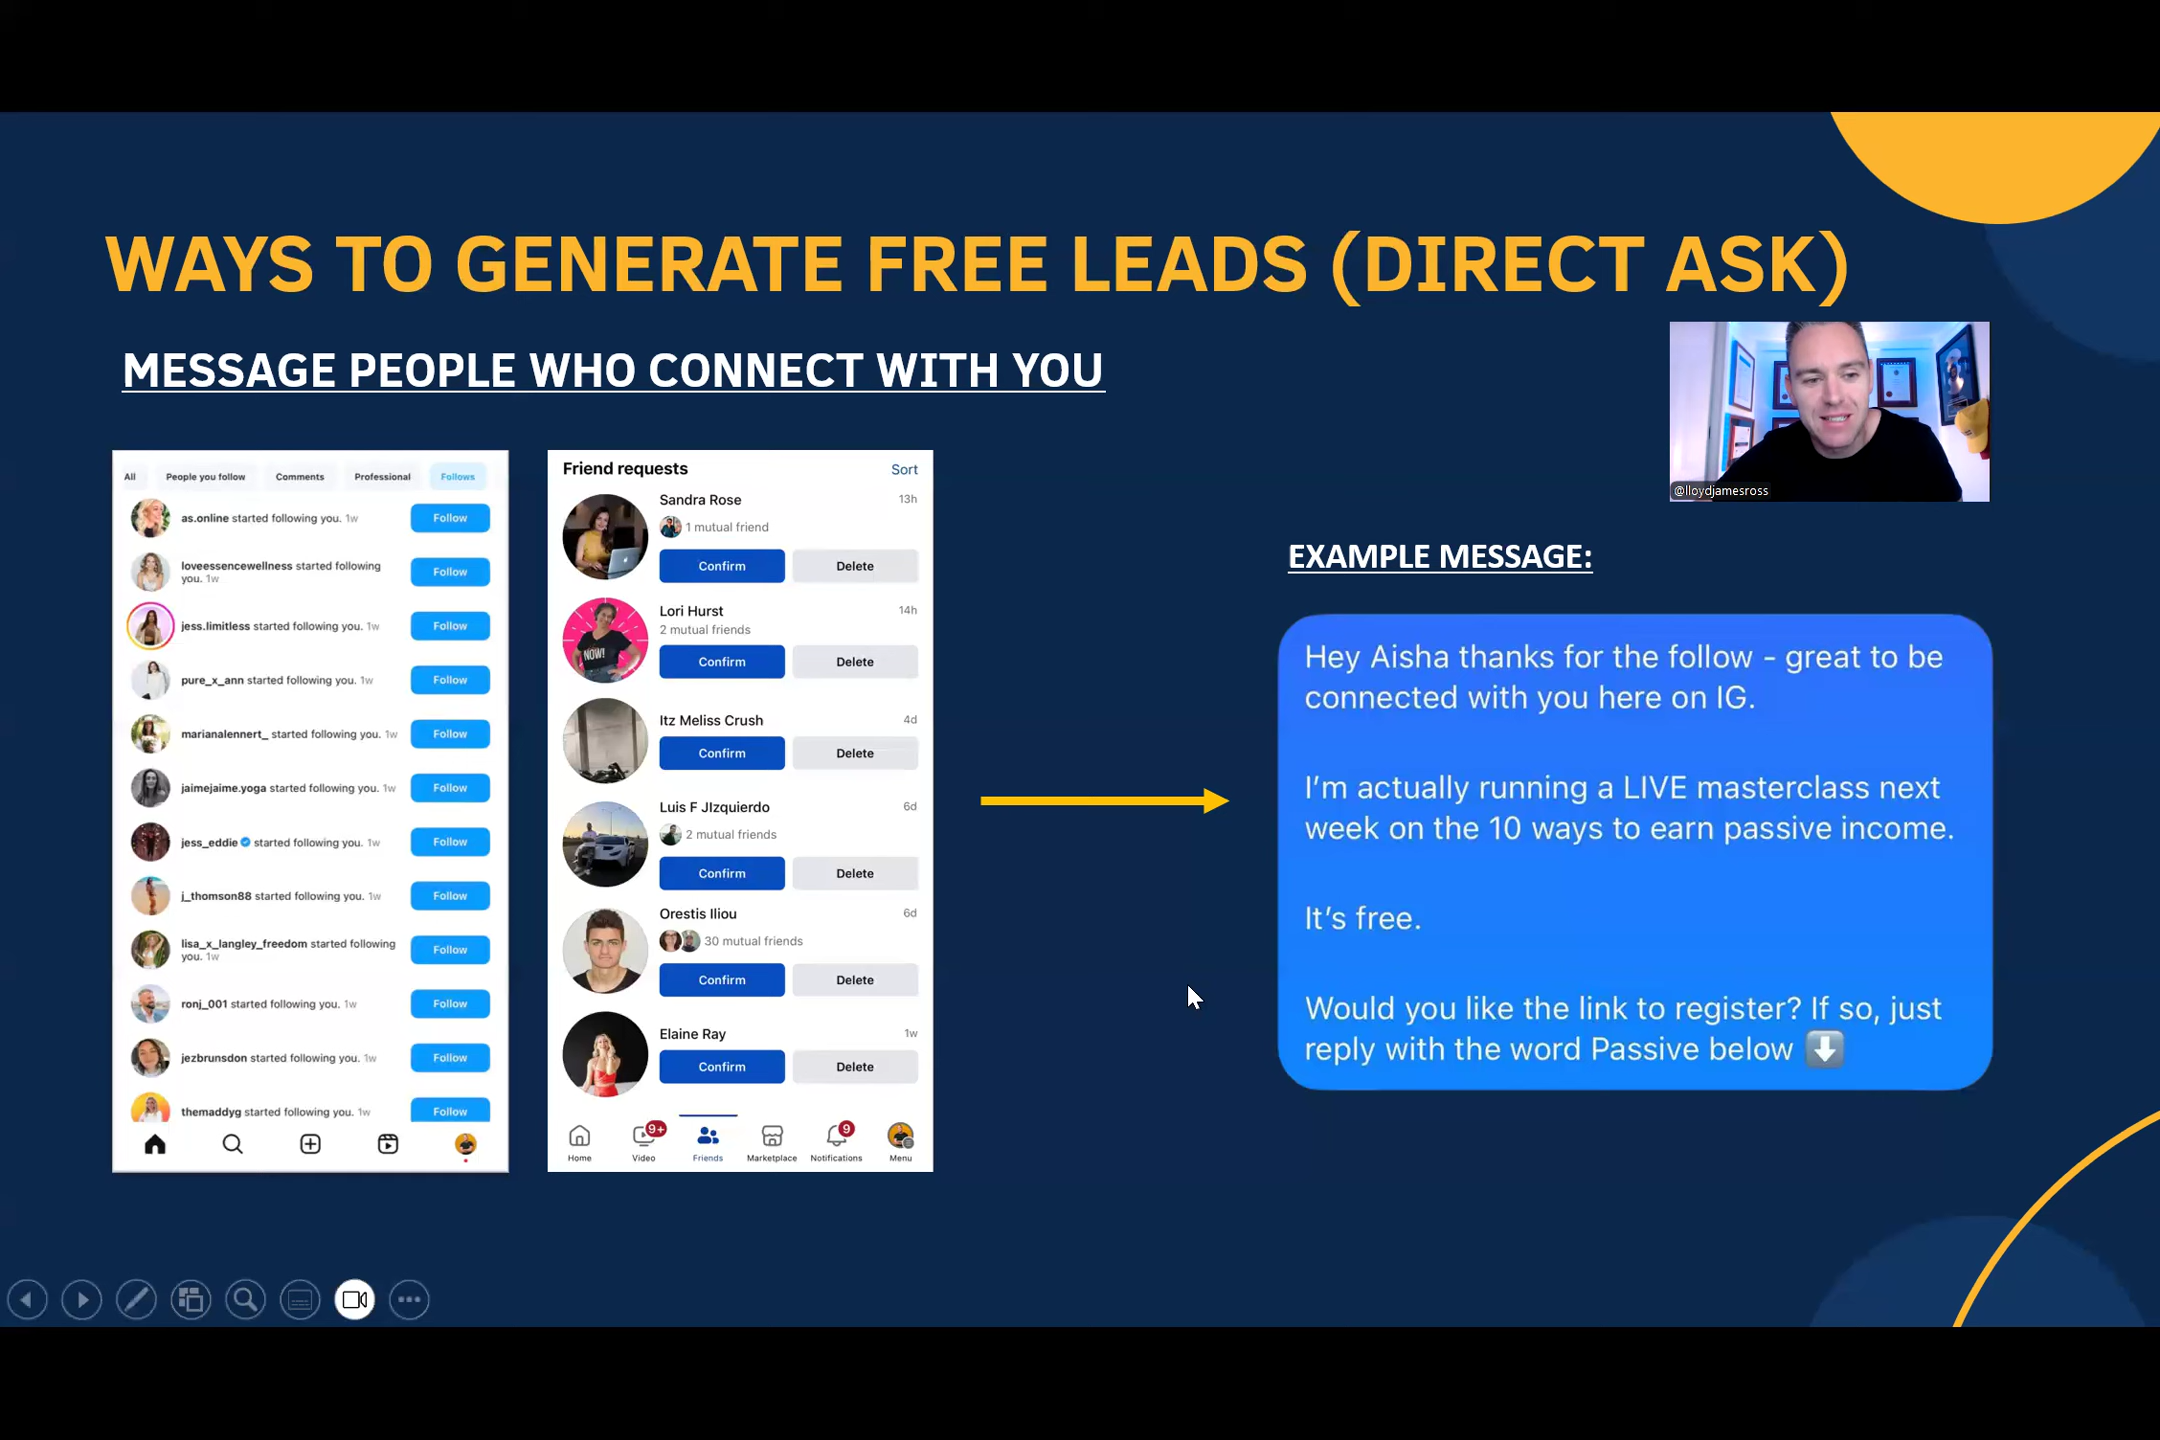 WAYS TO GENERATE FREE LEADS (DIRECT ASK)
MESSAGE PEOPLE WHO CONNECT WITH YOU
@lloydjamesross
All People you follow Comments Professional Follows
as.online started following you. 1w Follow
loveessencewellness started following
you. 1w Follow
jess.limitless started following you. 1w Follow
pure_x_ann started following you. 1w Follow
marianalennert_ started following you. 1w Follow
jaimejaime.yoga started following you. 1w Follow
jess_eddie started following you. 1w Follow
j_thomson88 started following you. 1w Follow
lisa_x_langley_freedom started following
you. 1w Follow
ronj_001 started following you. 1w Follow
jezbrunsdon started following you. 1w Follow
themaddyg started following you. 1w Follow
Friend requests Sort
Sandra Rose 13h
1 mutual friend
Confirm Delete
Lori Hurst 14h
2 mutual friends
NOW!
Confirm Delete
Itz Meliss Crush 4d
Confirm Delete
Luis F JIzquierdo 6d
2 mutual friends
Confirm Delete
Orestis Iliou 6d
30 mutual friends
Confirm Delete
Elaine Ray 1w
Confirm Delete
9+ 9
Home Video Friends Marketplace Notifications Menu
EXAMPLE MESSAGE:
Hey Aisha thanks for the follow - great to be
connected with you here on IG.
I'm actually running a LIVE masterclass next
week on the 10 ways to earn passive income.
It's free.
Would you like the link to register? If so, just
reply with the word Passive below ⬇️